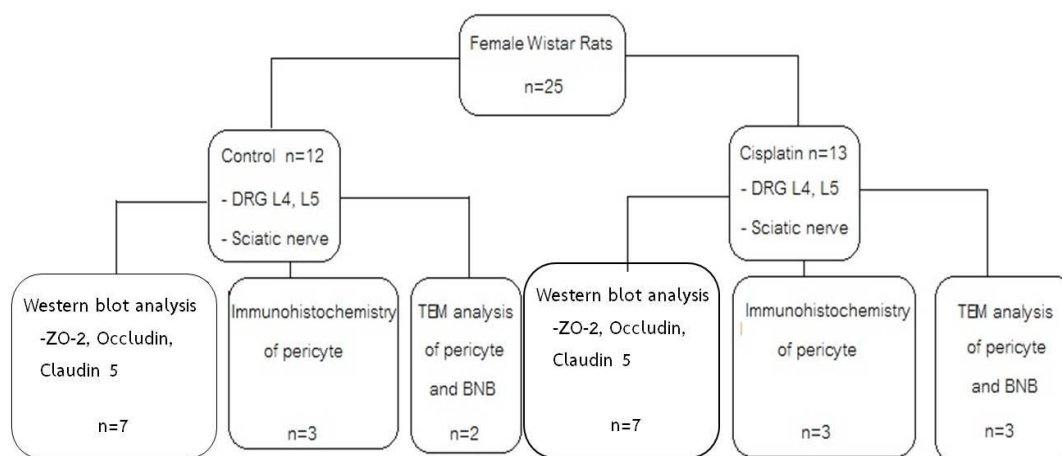 Female Wistar Rats
n=25
Control n=12
- DRG L4, L5
- Sciatic nerve
Cisplatin n=13
- DRG L4, L5
- Sciatic nerve
Western blot analysis
-ZO-2, Occludin,
Claudin 5
n=7
Immunohistochemistry
of pericyte
n=3
TEM analysis
of pericyte
and BNB
n=2
Western blot analysis
-ZO-2, Occludin,
Claudin 5
n=7
Immunohistochemistry
of pericyte
n=3
TEM analysis
of pericyte
and BNB
n=3